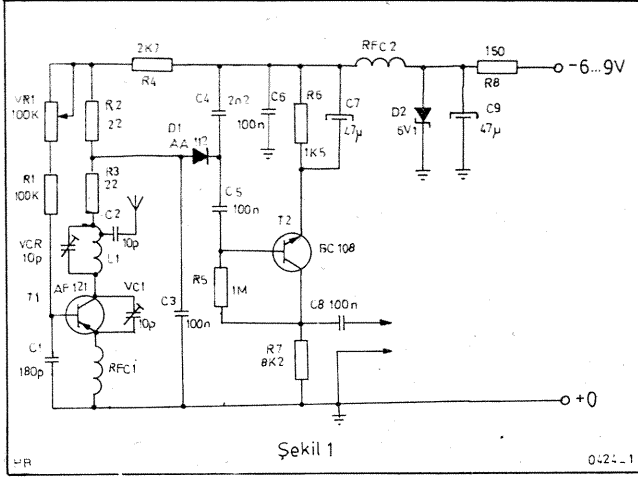 2K7
R4
RFC2
150
R8
-6...9V
VR1
100K
R2
22
C4
2n2
C6
100n
R6
1K5
C7
47µ
D2
6V1
C9
47µ
D1
AA 112
R1
100K
R3
22
C2
10p
C5
100n
T2
BC 108
VCR
10p
L1
R5
1M
T1
AF 121
VC1
10p
C3
100n
C8 100n
C1
180p
RFC1
R7
8K2
+0
Şekil 1
HR
0424_1